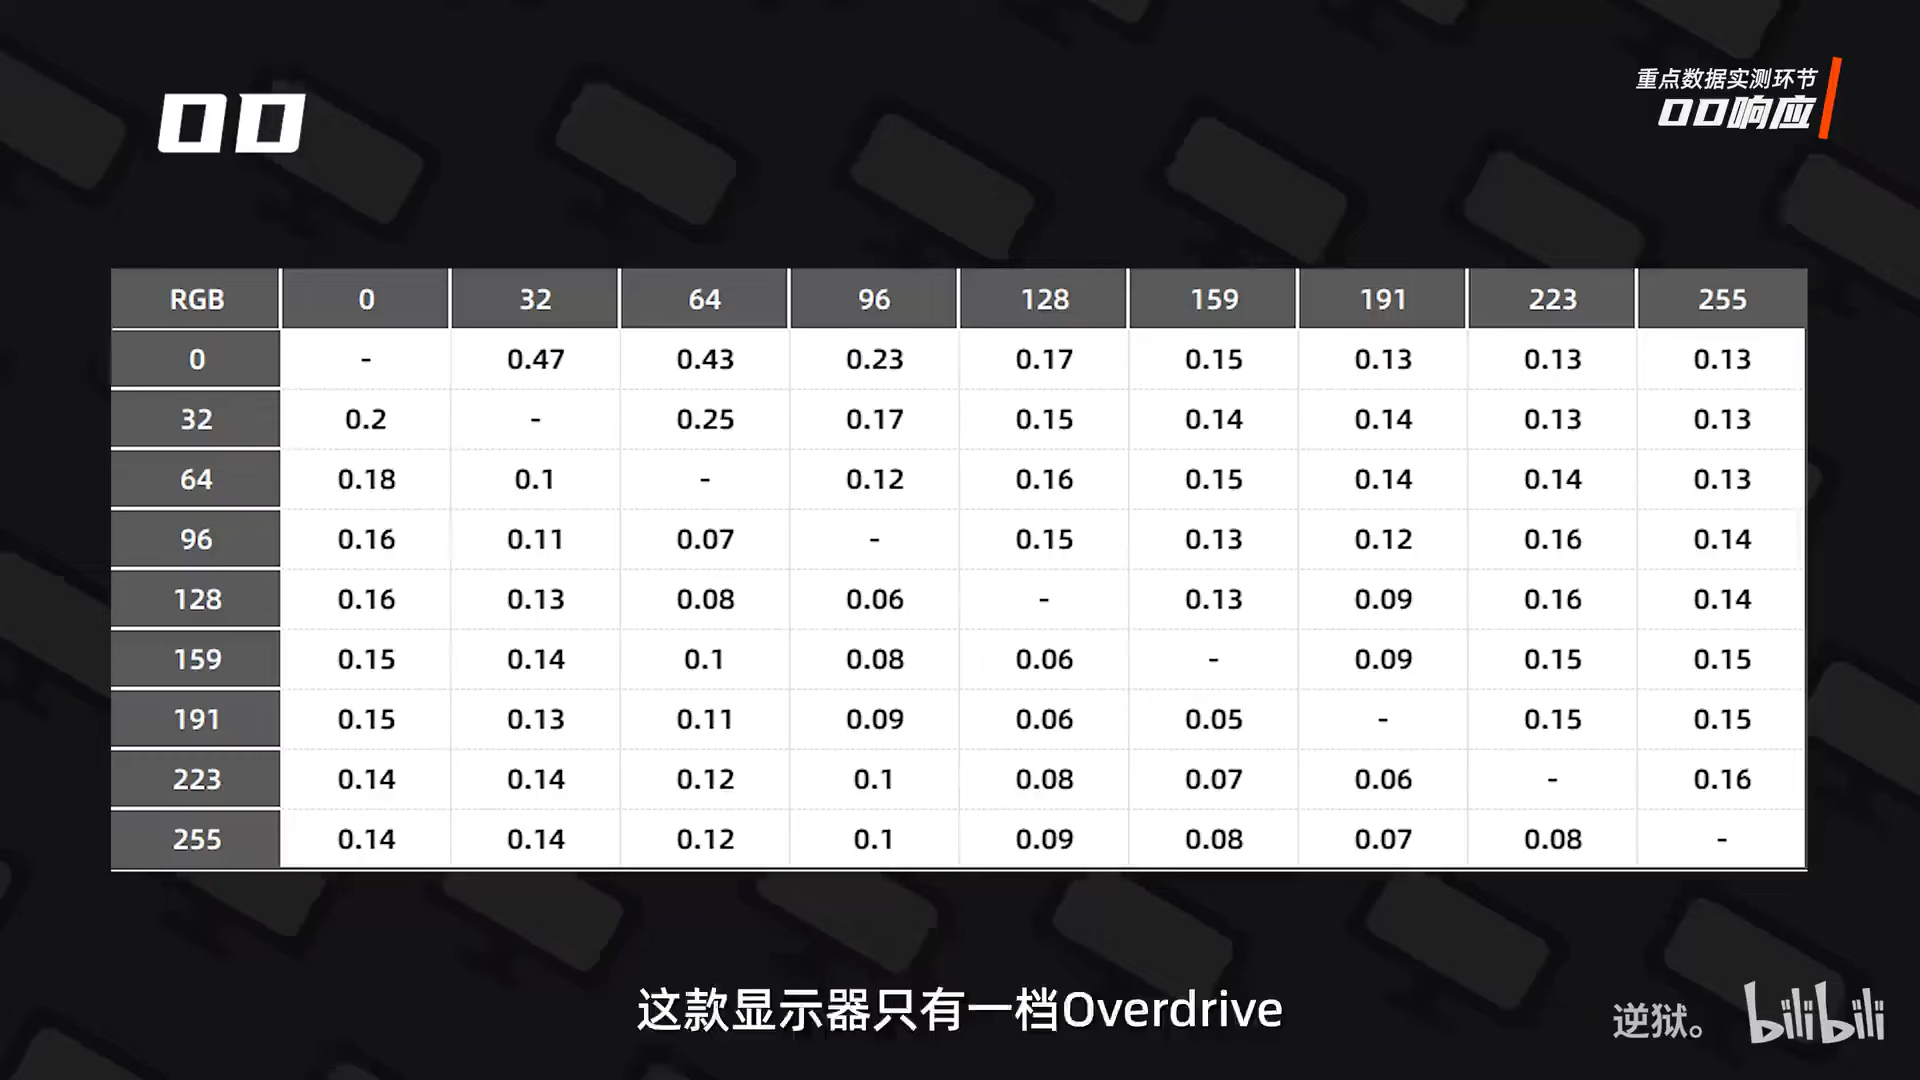 OD
重点数据实测环节
OD响应
RGB 0 32 64 96 128 159 191 223 255
0 - 0.47 0.43 0.23 0.17 0.15 0.13 0.13 0.13
32 0.2 - 0.25 0.17 0.15 0.14 0.14 0.13 0.13
64 0.18 0.1 - 0.12 0.16 0.15 0.14 0.14 0.13
96 0.16 0.11 0.07 - 0.15 0.13 0.12 0.16 0.14
128 0.16 0.13 0.08 0.06 - 0.13 0.09 0.16 0.14
159 0.15 0.14 0.1 0.08 0.06 - 0.09 0.15 0.15
191 0.15 0.13 0.11 0.09 0.06 0.05 - 0.15 0.15
223 0.14 0.14 0.12 0.1 0.08 0.07 0.06 - 0.16
255 0.14 0.14 0.12 0.1 0.09 0.08 0.07 0.08 -
这款显示器只有一档Overdrive
逆狱。 bilibili